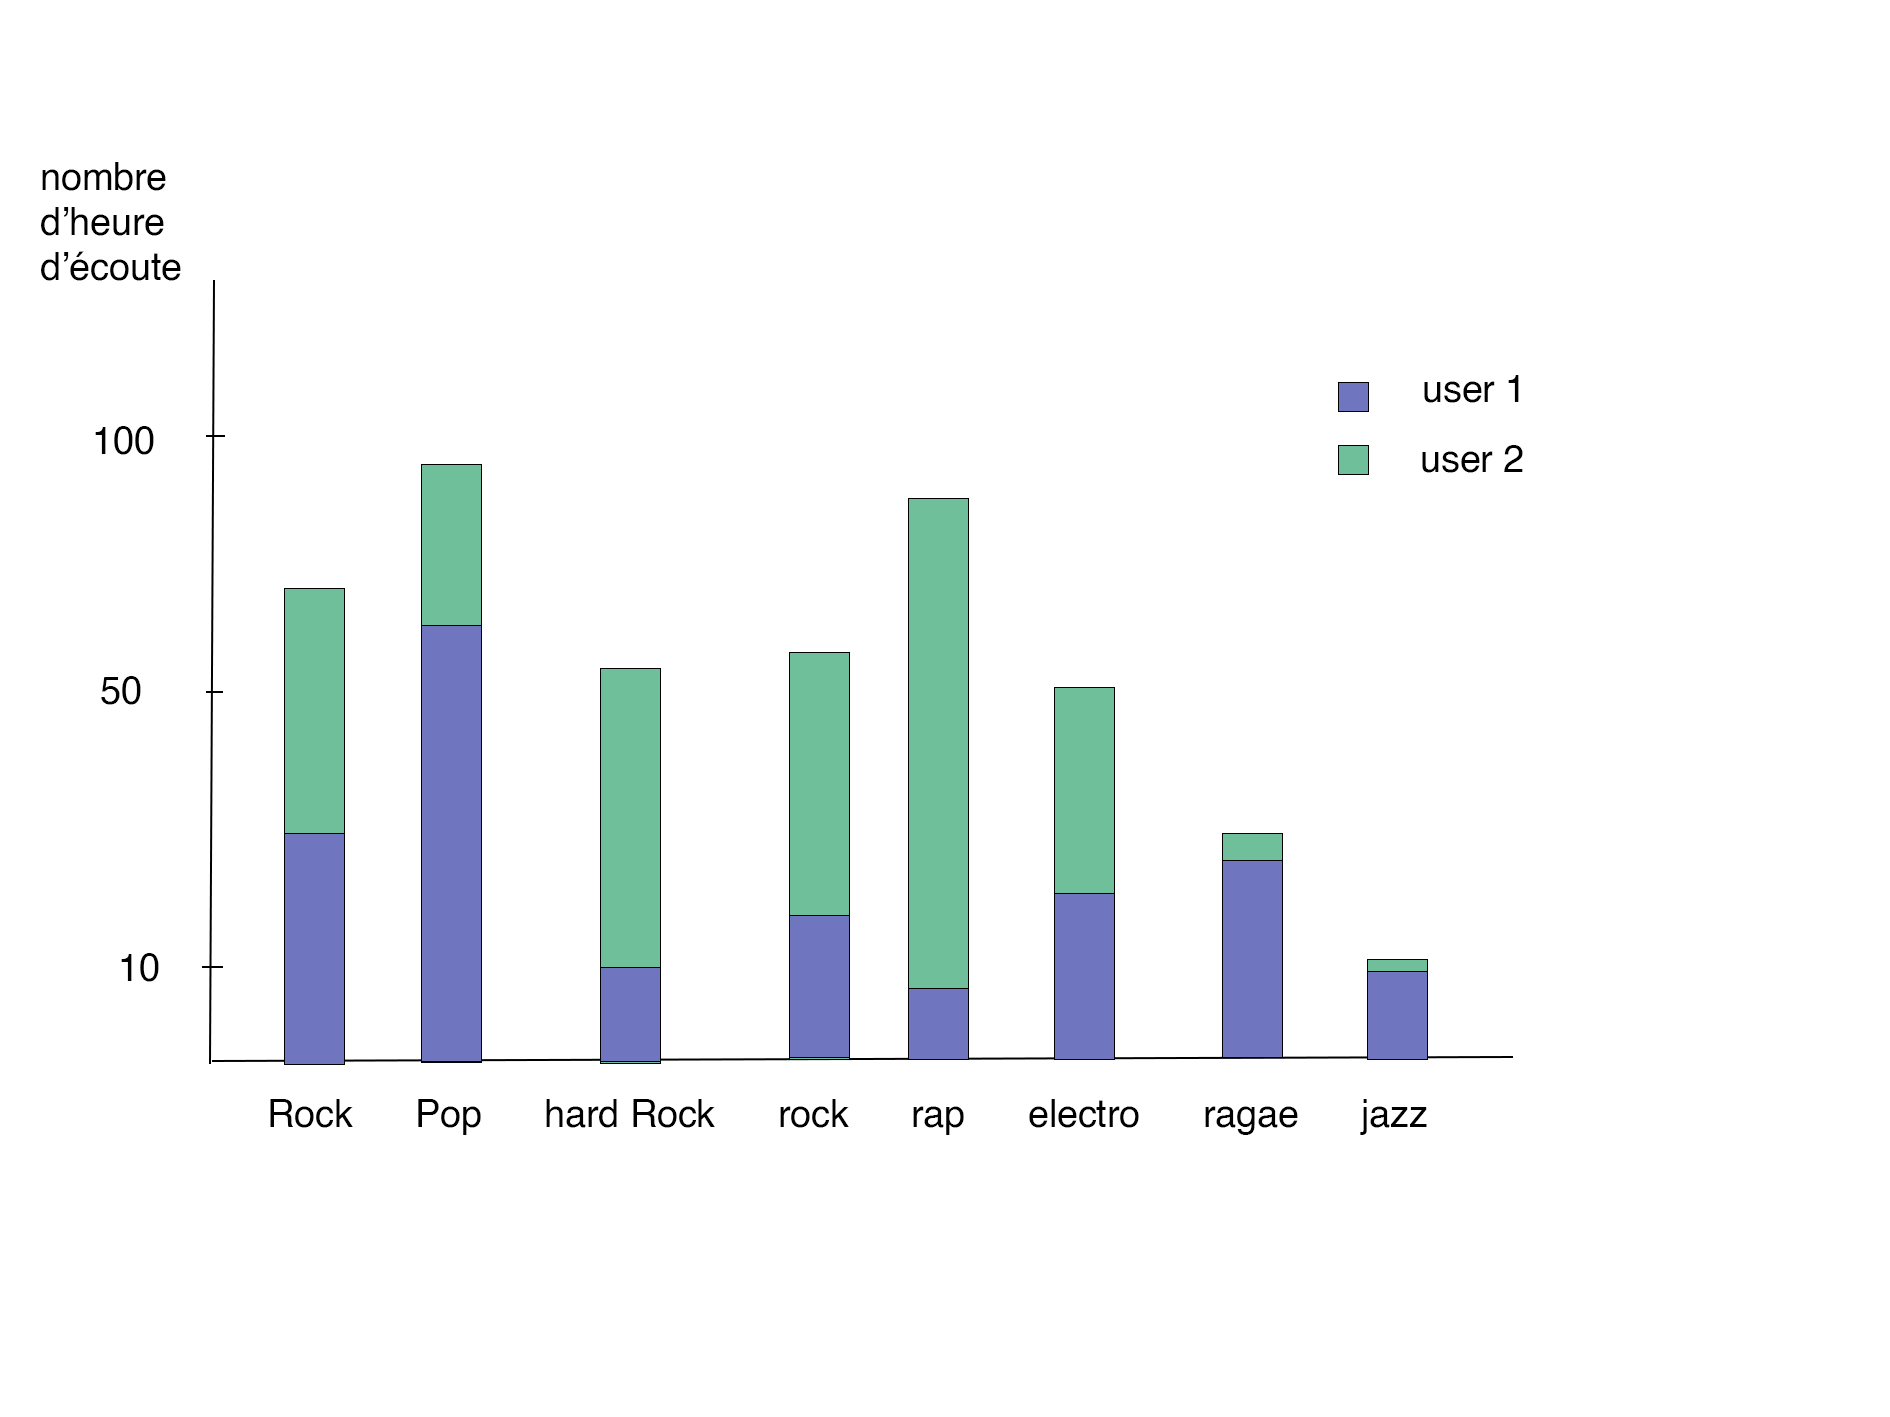 nombre
d’heure
d’écoute
100
50
10
user 1
user 2
Rock Pop hard Rock rock rap electro ragae jazz